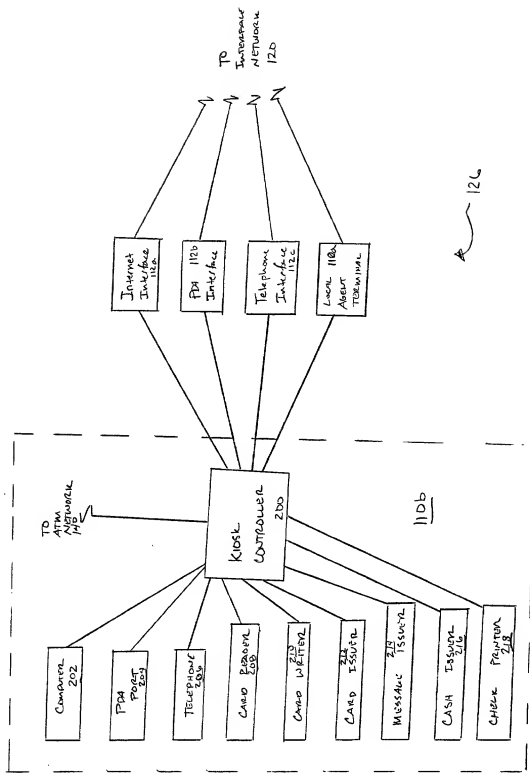 TO
ATM
NETWORK
140
COMPUTER
202
PDA
PORT 204
TELEPHONE
206
CARD READER
208
210
CARD WRITER
212
CARD ISSUER
MESSAGE 214
ISSUER
CASH ISSUER
216
CHECK PRINTER
218
KIOSK
CONTROLLER
200
110b
Internet
Interface
112a
PDA 112b
Interface
Telephone
Interface
112c
LOCAL
AGENT
TERMINAL
TO
INTERFACE
NETWORK
120
126